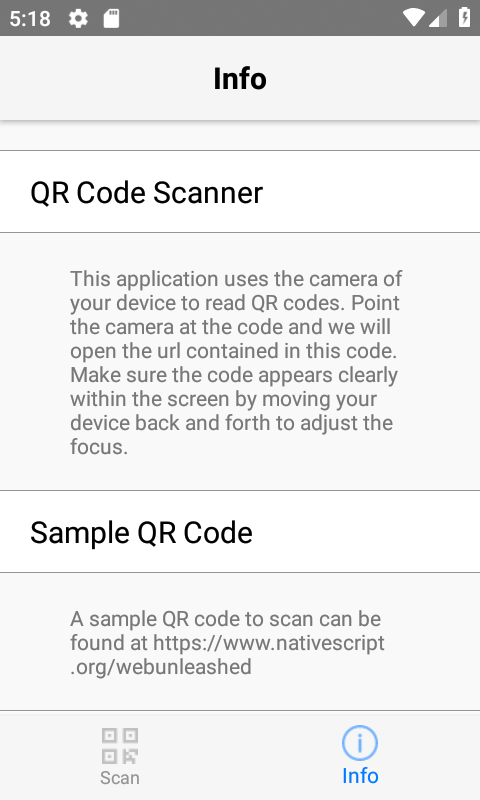 5:18
Info
QR Code Scanner
This application uses the camera of
your device to read QR codes. Point
the camera at the code and we will
open the url contained in this code.
Make sure the code appears clearly
within the screen by moving your
device back and forth to adjust the
focus.
Sample QR Code
A sample QR code to scan can be
found at https://www.nativescript
.org/webunleashed
Scan
Info